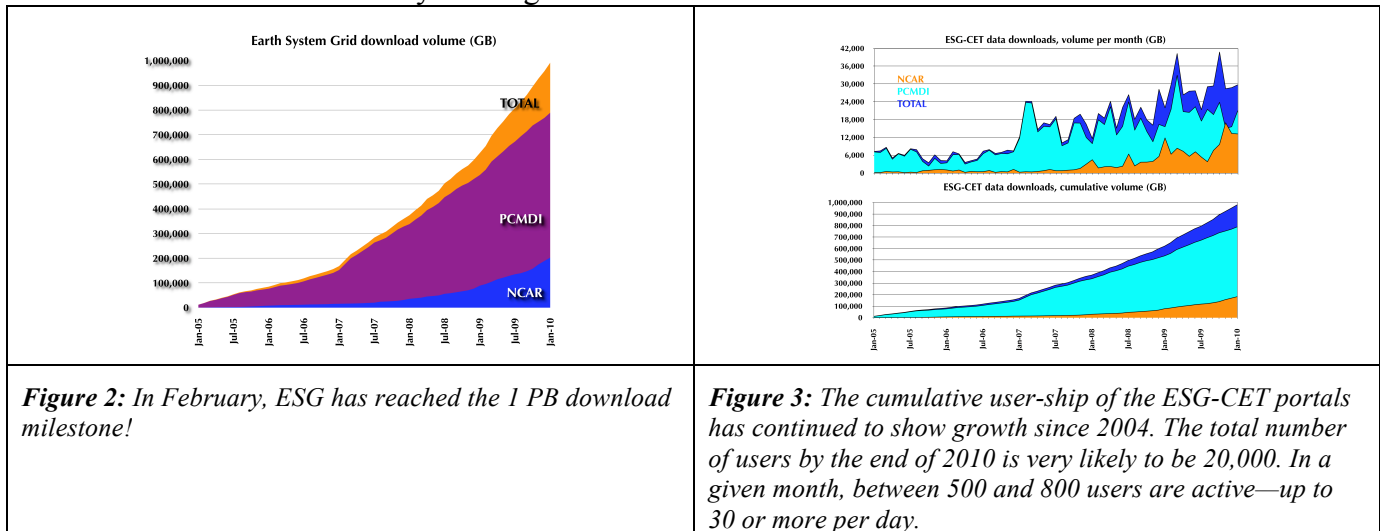 Earth System Grid download volume (GB)
1,000,000
900,000
800,000
700,000
600,000
500,000
400,000
300,000
200,000
100,000
0
TOTAL
PCMDI
NCAR
Jan-05
Jul-05
Jan-06
Jul-06
Jan-07
Jul-07
Jan-08
Jul-08
Jan-09
Jul-09
Jan-10
ESG-CET data downloads, volume per month (GB)
42,000
36,000
30,000
24,000
18,000
12,000
6,000
0
NCAR
PCMDI
TOTAL
ESG-CET data downloads, cumulative volume (GB)
1,000,000
900,000
800,000
700,000
600,000
500,000
400,000
300,000
200,000
100,000
0
Jan-05
Jul-05
Jan-06
Jul-06
Jan-07
Jul-07
Jan-08
Jul-08
Jan-09
Jul-09
Jan-10
Figure 2: In February, ESG has reached the 1 PB download
milestone!
Figure 3: The cumulative user-ship of the ESG-CET portals
has continued to show growth since 2004. The total number
of users by the end of 2010 is very likely to be 20,000. In a
given month, between 500 and 800 users are active—up to
30 or more per day.